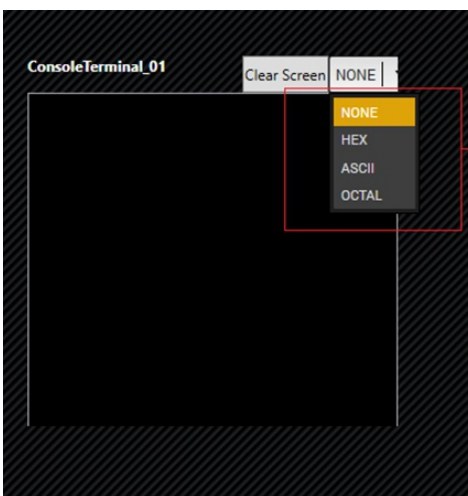 ConsoleTerminal_01
Clear Screen NONE
NONE
HEX
ASCII
OCTAL